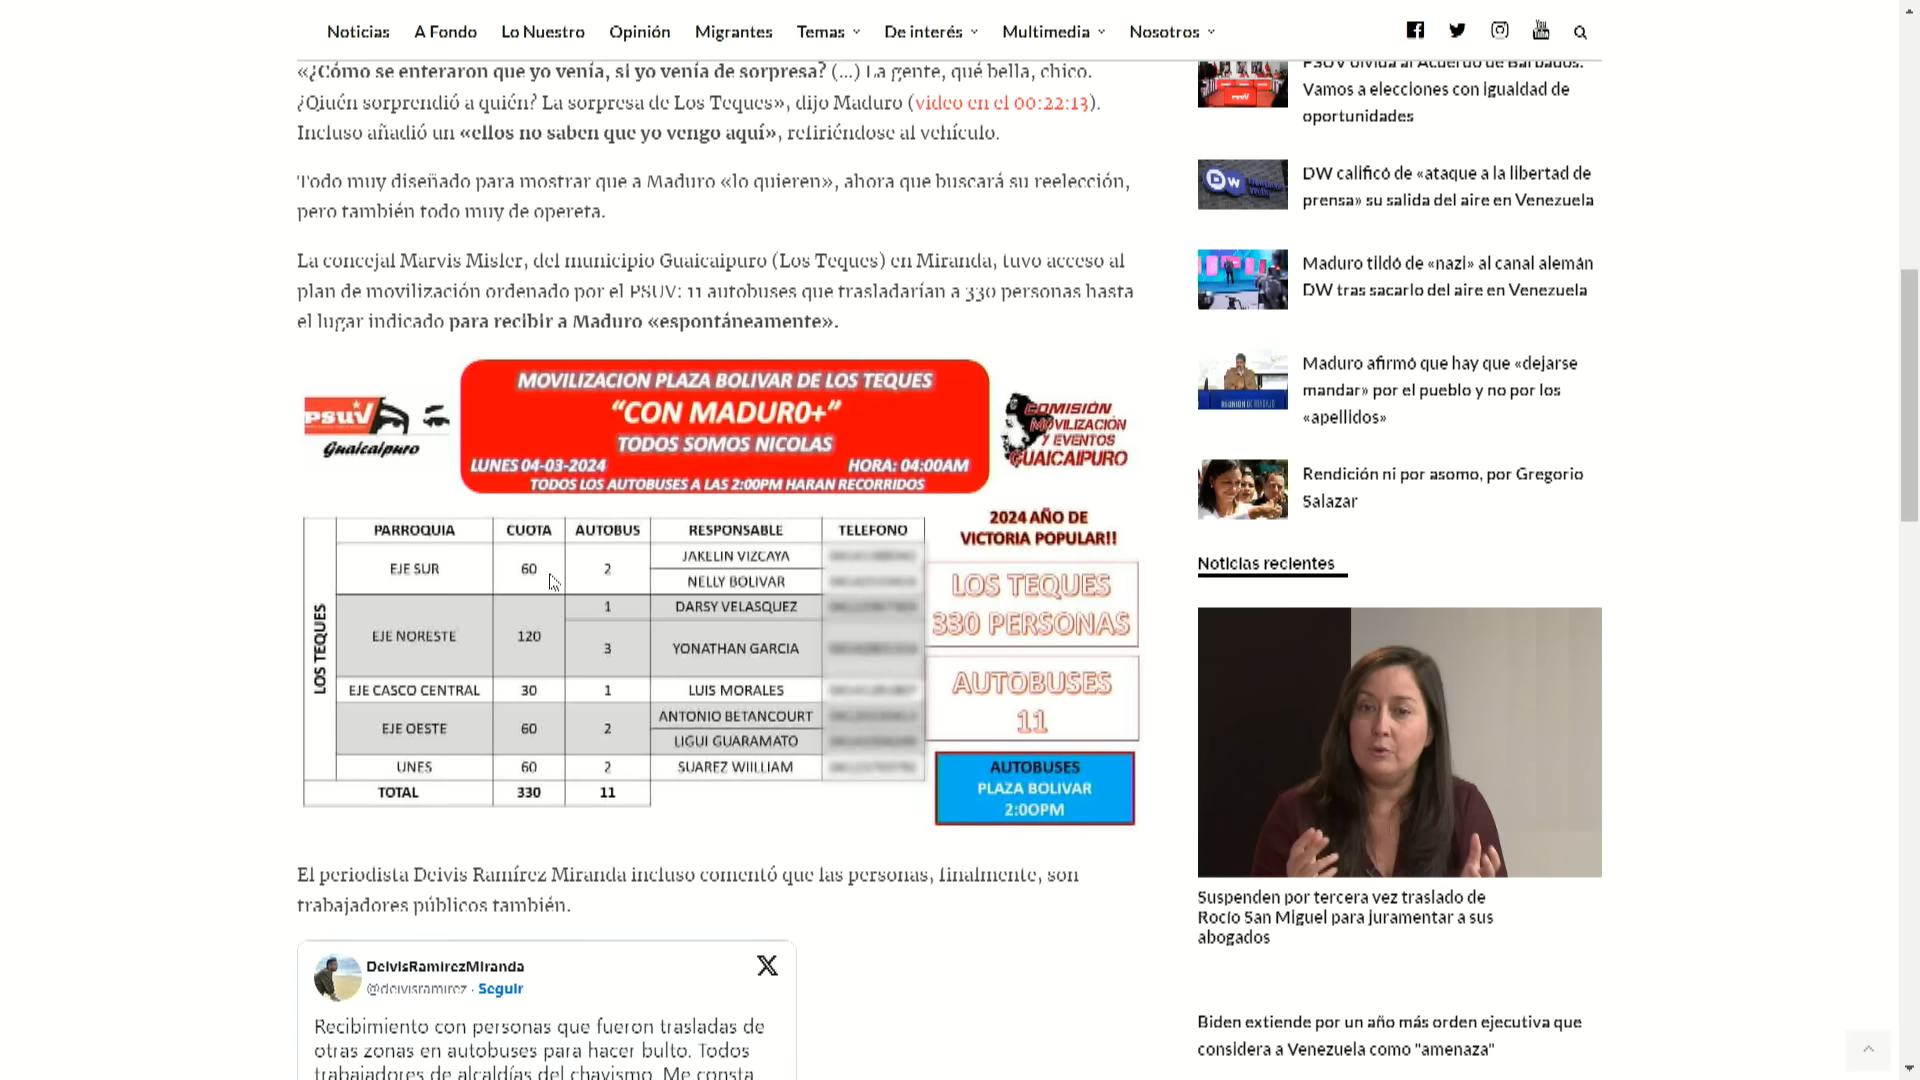 Noticias A Fondo Lo Nuestro Opinión Migrantes Temas De interés Multimedia Nosotros
«¿Cómo se enteraron que yo venía, si yo venía de sorpresa? (...) La gente, qué bella, chico.
¿Qiuén sorprendió a quién? La sorpresa de Los Teques», dijo Maduro (video en el 00:22:13).
Incluso añadió un «ellos no saben que yo vengo aquí», refiriéndose al vehículo.
Todo muy diseñado para mostrar que a Maduro «lo quieren», ahora que buscará su reelección,
pero también todo muy de opereta.
La concejal Marvis Misler, del municipio Guaicaipuro (Los Teques) en Miranda, tuvo acceso al
plan de movilización ordenado por el PSUV: 11 autobuses que trasladarían a 330 personas hasta
el lugar indicado para recibir a Maduro «espontáneamente».
PSUV
Guaicaipuro
MOVILIZACION PLAZA BOLIVAR DE LOS TEQUES
“CON MADUR0+”
TODOS SOMOS NICOLAS
LUNES 04-03-2024 HORA: 04:00AM
TODOS LOS AUTOBUSES A LAS 2:00PM HARAN RECORRIDOS
COMISIÓN
MOVILIZACIÓN
Y EVENTOS
GUAICAIPURO
LOS TEQUES
PARROQUIA CUOTA AUTOBUS RESPONSABLE TELEFONO
EJE SUR 60 2 JAKELIN VIZCAYA
NELLY BOLIVAR
EJE NORESTE 120 1 DARSY VELASQUEZ
3 YONATHAN GARCIA
EJE CASCO CENTRAL 30 1 LUIS MORALES
EJE OESTE 60 2 ANTONIO BETANCOURT
LIGUI GUARAMATO
UNES 60 2 SUAREZ WIILLIAM
TOTAL 330 11
2024 AÑO DE
VICTORIA POPULAR!!
LOS TEQUES
330 PERSONAS
AUTOBUSES
11
AUTOBUSES
PLAZA BOLIVAR
2:00PM
El periodista Deivis Ramírez Miranda incluso comentó que las personas, finalmente, son
trabajadores públicos también.
DeivisRamirezMiranda
@deivisramirez · Seguir
Recibimiento con personas que fueron trasladas de
otras zonas en autobuses para hacer bulto. Todos
trabajadores de alcaldías del chavismo. Me consta
PSUV olvida al Acuerdo de Barbados:
Vamos a elecciones con igualdad de
oportunidades
DW
DW calificó de «ataque a la libertad de
prensa» su salida del aire en Venezuela
Maduro tildó de «nazi» al canal alemán
DW tras sacarlo del aire en Venezuela
Maduro afirmó que hay que «dejarse
mandar» por el pueblo y no por los
«apellidos»
Rendición ni por asomo, por Gregorio
Salazar
Noticias recientes
Suspenden por tercera vez traslado de
Rocío San Miguel para juramentar a sus
abogados
Biden extiende por un año más orden ejecutiva que
considera a Venezuela como "amenaza"